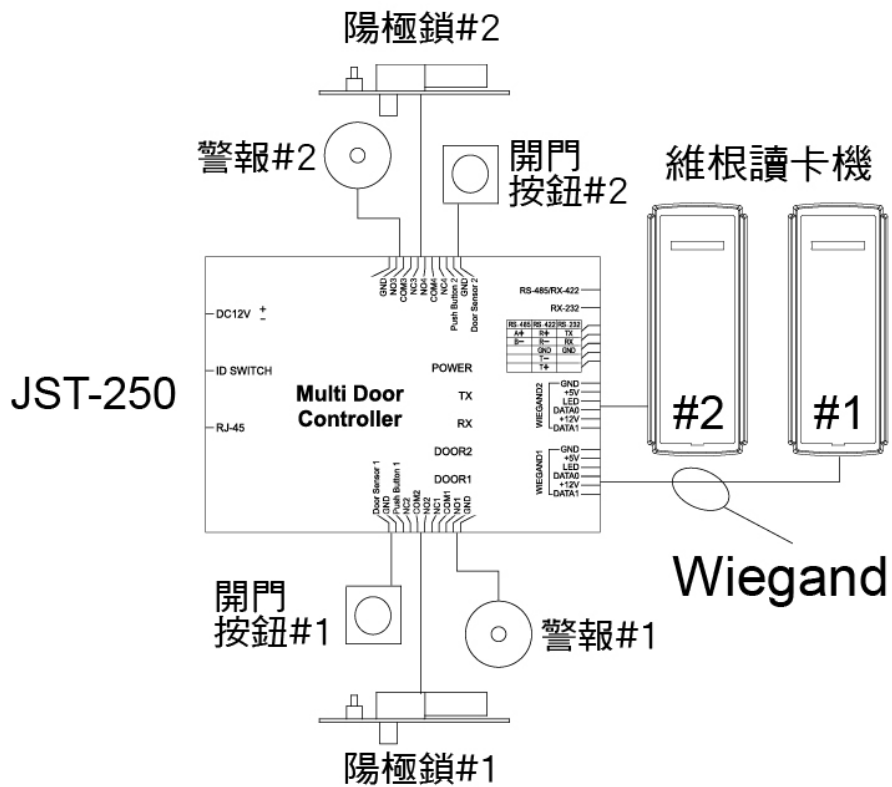 陽極鎖#2
警報#2
開門
按鈕#2
維根讀卡機
GND
NO3
COM3
NC3
NO4
COM4
NC4
Push Button 2
GND
Door Sensor 2
RS-485/RX-422
RX-232
DC12V + -
RS-485 RS-422 RS-232
A+ R+ TX
B- R- RX
GND GND
T-
T+
ID SWITCH
POWER
JST-250
Multi Door
Controller
TX
RX
RJ-45
DOOR2
DOOR1
WIEGAND2
GND
+5V
LED
DATA0
+12V
DATA1
#2
#1
WIEGAND1
GND
+5V
LED
DATA0
+12V
DATA1
Door Sensor 1
GND
Push Button 1
NC2
COM2
NO2
NC1
COM1
NO1
GND
Wiegand
開門
按鈕#1
警報#1
陽極鎖#1